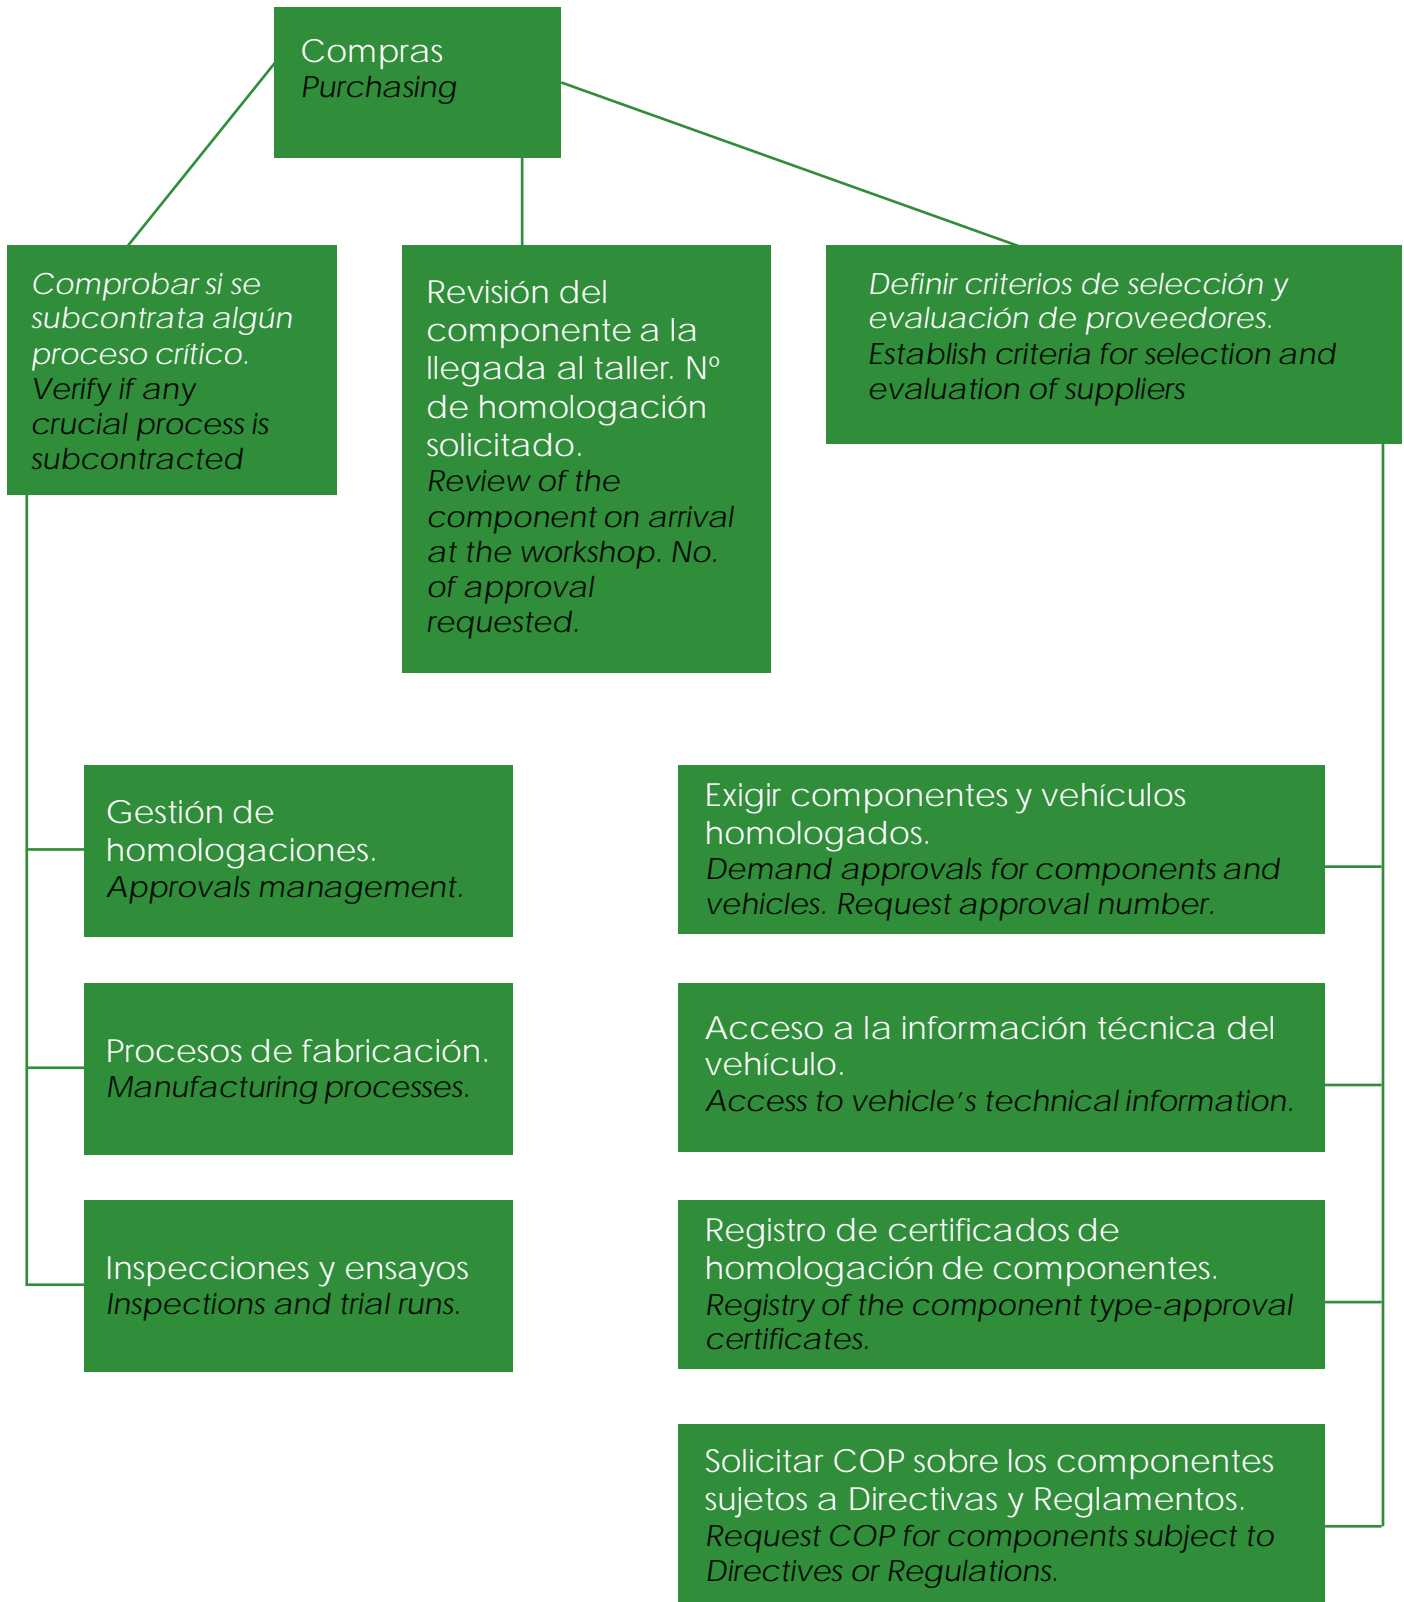 Compras
Purchasing
Comprobar si se
subcontrata algún
proceso crítico.
Verify if any
crucial process is
subcontracted
Revisión del
componente a la
llegada al taller. Nº
de homologación
solicitado.
Review of the
component on arrival
at the workshop. No.
of approval
requested.
Definir criterios de selección y
evaluación de proveedores.
Establish criteria for selection and
evaluation of suppliers
Gestión de
homologaciones.
Approvals management.
Procesos de fabricación.
Manufacturing processes.
Inspecciones y ensayos
Inspections and trial runs.
Exigir componentes y vehículos
homologados.
Demand approvals for components and
vehicles. Request approval number.
Acceso a la información técnica del
vehículo.
Access to vehicle's technical information.
Registro de certificados de
homologación de componentes.
Registry of the component type-approval
certificates.
Solicitar COP sobre los componentes
sujetos a Directivas y Reglamentos.
Request COP for components subject to
Directives or Regulations.